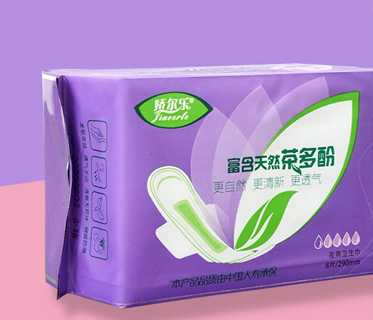 娇尔乐®
Jiaoerle
富含天然茶多酚
更自然 更清新 更透气
夜用卫生巾
8片/290mm
本产品品质由中国人寿承保